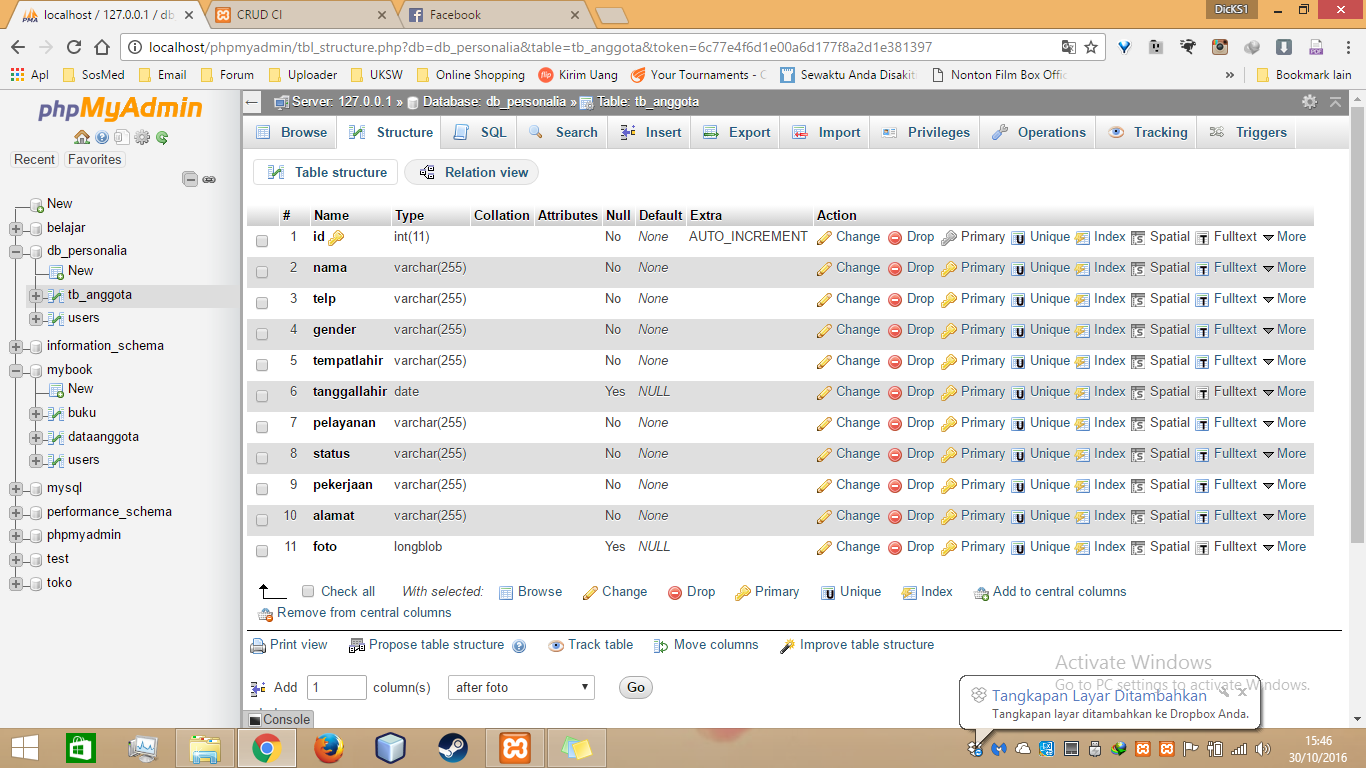 DicKS1
localhost / 127.0.0.1 / db
CRUD CI
Facebook
localhost/phpmyadmin/tbl_structure.php?db=db_personalia&table=tb_anggota&token=6c77e4f6d1e00a6d177f8a2d1e381397
Apl SosMed Email Forum Uploader UKSW Online Shopping Kirim Uang Your Tournaments - C Sewaktu Anda Disakit Nonton Film Box Offic » Bookmark lain
phpMyAdmin
Recent Favorites
New
belajar
db_personalia
New
tb_anggota
users
information_schema
mybook
New
buku
dataanggota
users
mysql
performance_schema
phpmyadmin
test
toko
Server: 127.0.0.1 » Database: db_personalia » Table: tb_anggota
Browse Structure SQL Search Insert Export Import Privileges Operations Tracking Triggers
Table structure Relation view
# Name Type Collation Attributes Null Default Extra Action
1 id int(11) No None AUTO_INCREMENT Change Drop Primary Unique Index Spatial Fulltext More
2 nama varchar(255) No None Change Drop Primary Unique Index Spatial Fulltext More
3 telp varchar(255) No None Change Drop Primary Unique Index Spatial Fulltext More
4 gender varchar(255) No None Change Drop Primary Unique Index Spatial Fulltext More
5 tempatlahir varchar(255) No None Change Drop Primary Unique Index Spatial Fulltext More
6 tanggallahir date Yes NULL Change Drop Primary Unique Index Spatial Fulltext More
7 pelayanan varchar(255) No None Change Drop Primary Unique Index Spatial Fulltext More
8 status varchar(255) No None Change Drop Primary Unique Index Spatial Fulltext More
9 pekerjaan varchar(255) No None Change Drop Primary Unique Index Spatial Fulltext More
10 alamat varchar(255) No None Change Drop Primary Unique Index Spatial Fulltext More
11 foto longblob Yes NULL Change Drop Primary Unique Index Spatial Fulltext More
Check all With selected: Browse Change Drop Primary Unique Index Add to central columns
Remove from central columns
Print view Propose table structure Track table Move columns Improve table structure
Add 1 column(s) after foto Go
Console
Activate Windows
Go to PC settings to activate Windows.
Tangkapan Layar Ditambahkan
Tangkapan layar ditambahkan ke Dropbox Anda.
15:46
30/10/2016